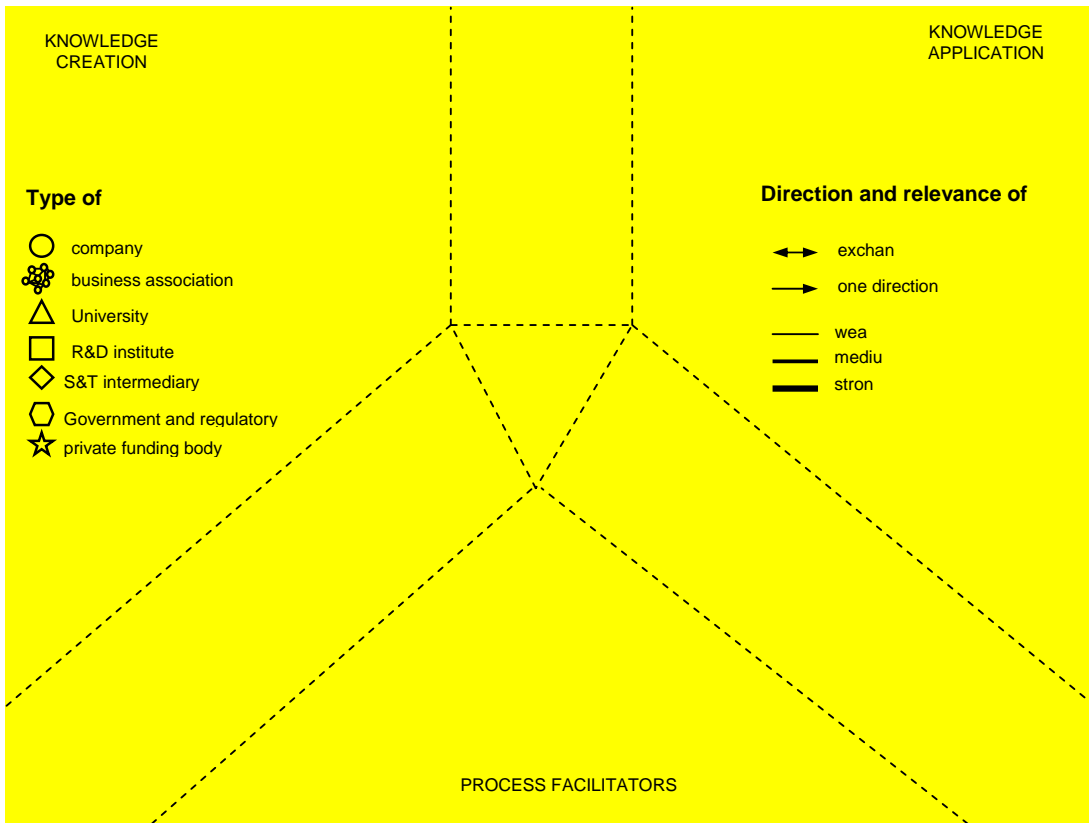 KNOWLEDGE
CREATION
KNOWLEDGE
APPLICATION
Type of
company
business association
University
R&D institute
S&T intermediary
Government and regulatory
private funding body
Direction and relevance of
exchan
one direction
wea
mediu
stron
PROCESS FACILITATORS